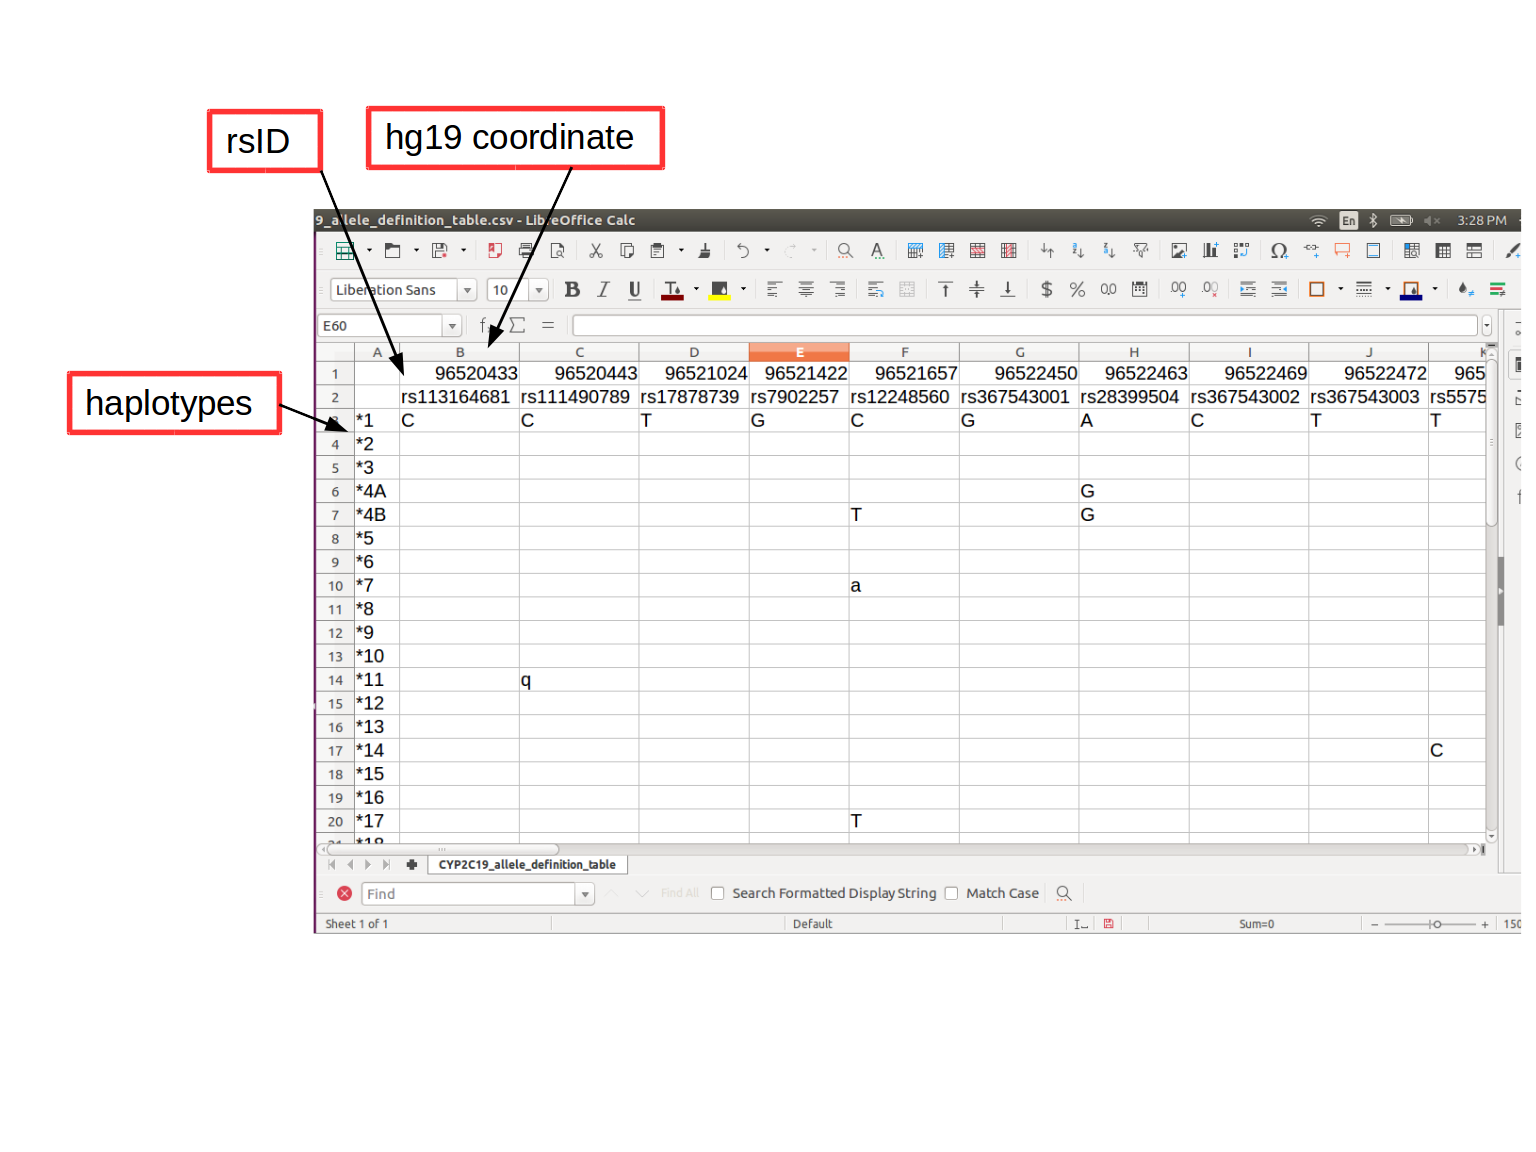 rsID
hg19 coordinate
haplotypes
9_allele_definition_table.csv - LibreOffice Calc
En
3:28 PM
Liberation Sans
10
E60
A B C D E F G H I J
1 96520433 96520443 96521024 96521422 96521657 96522450 96522463 96522469 96522472 965
2 rs113164681 rs111490789 rs17878739 rs7902257 rs12248560 rs367543001 rs28399504 rs367543002 rs367543003 rs5575
*1 C C T G C G A C T T
4 *2
5 *3
6 *4A G
7 *4B T G
8 *5
9 *6
10 *7 a
11 *8
12 *9
13 *10
14 *11 q
15 *12
16 *13
17 *14 C
18 *15
19 *16
20 *17 T
CYP2C19_allele_definition_table
Find
Find All
Search Formatted Display String
Match Case
Sheet 1 of 1
Default
Sum=0
150